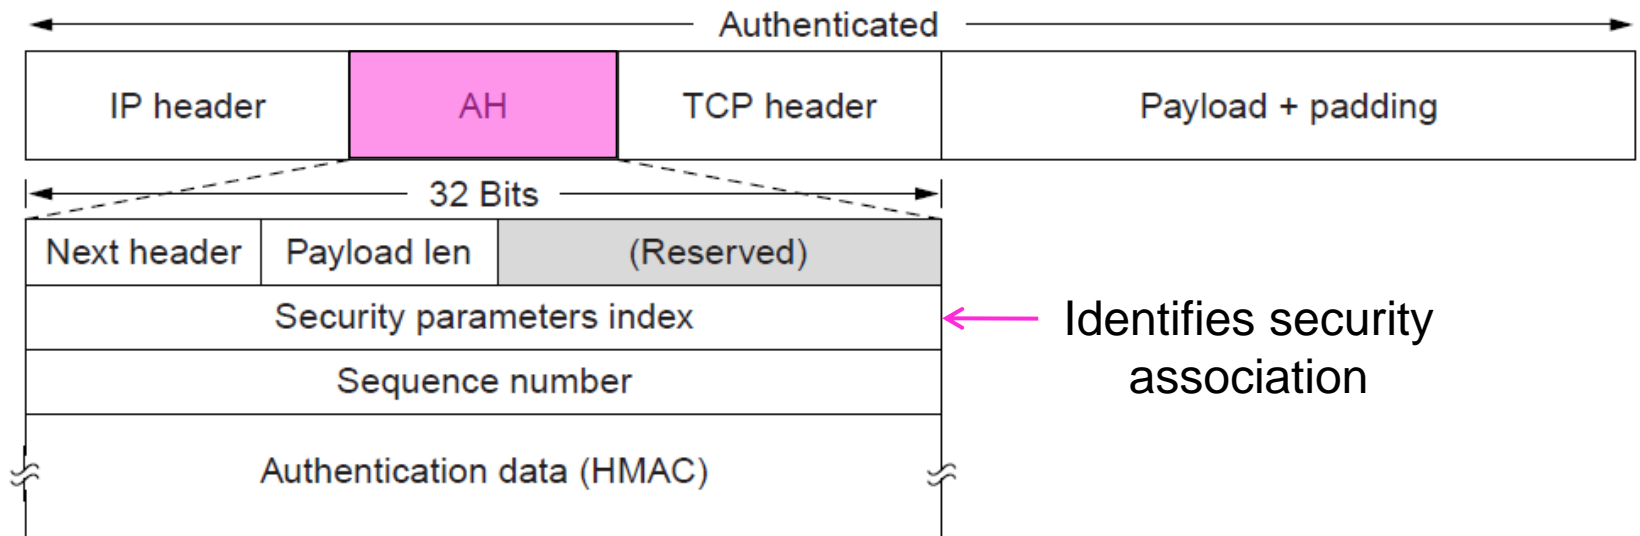 Authenticated
IP header AH TCP header Payload + padding
32 Bits
Next header Payload len (Reserved)
Security parameters index
Sequence number
Authentication data (HMAC)
Identifies security
association